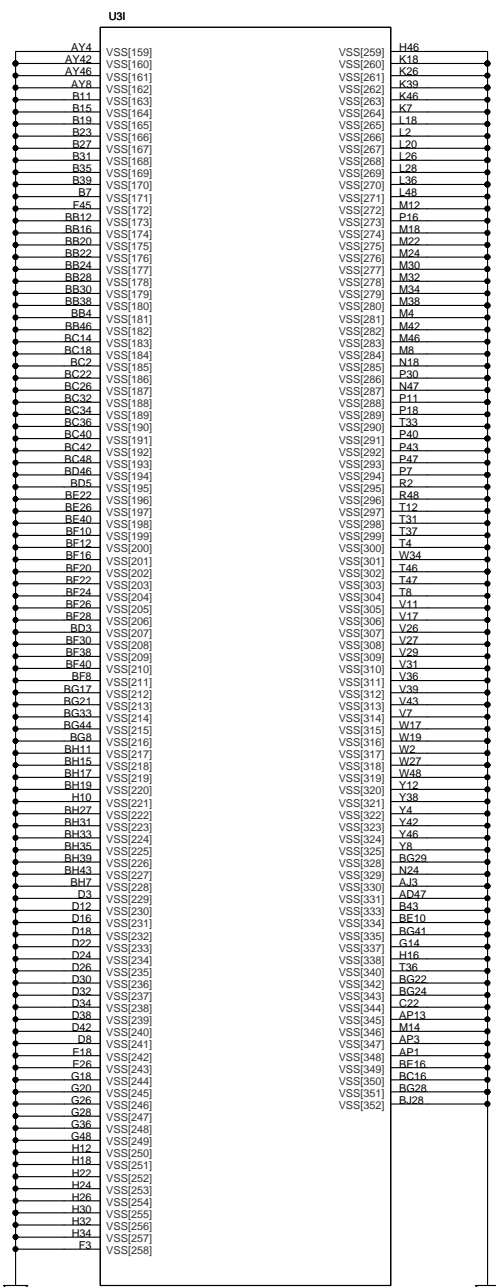 U3I
AY4 VSS[159]
AY42 VSS[160]
AY46 VSS[161]
AY8 VSS[162]
B11 VSS[163]
B15 VSS[164]
B19 VSS[165]
B23 VSS[166]
B27 VSS[167]
B31 VSS[168]
B35 VSS[169]
B39 VSS[170]
B7 VSS[171]
F45 VSS[172]
BB12 VSS[173]
BB16 VSS[174]
BB20 VSS[175]
BB22 VSS[176]
BB24 VSS[177]
BB28 VSS[178]
BB30 VSS[179]
BB38 VSS[180]
BB4 VSS[181]
BB46 VSS[182]
BC14 VSS[183]
BC18 VSS[184]
BC2 VSS[185]
BC22 VSS[186]
BC26 VSS[187]
BC32 VSS[188]
BC34 VSS[189]
BC36 VSS[190]
BC40 VSS[191]
BC42 VSS[192]
BC48 VSS[193]
BD46 VSS[194]
BD5 VSS[195]
BE22 VSS[196]
BE26 VSS[197]
BE40 VSS[198]
BF10 VSS[199]
BF12 VSS[200]
BF16 VSS[201]
BF20 VSS[202]
BF22 VSS[203]
BF24 VSS[204]
BF26 VSS[205]
BF28 VSS[206]
BD3 VSS[207]
BF30 VSS[208]
BF38 VSS[209]
BF40 VSS[210]
BF8 VSS[211]
BG17 VSS[212]
BG21 VSS[213]
BG33 VSS[214]
BG44 VSS[215]
BG8 VSS[216]
BH11 VSS[217]
BH15 VSS[218]
BH17 VSS[219]
BH19 VSS[220]
H10 VSS[221]
BH27 VSS[222]
BH31 VSS[223]
BH33 VSS[224]
BH35 VSS[225]
BH39 VSS[226]
BH43 VSS[227]
BH7 VSS[228]
D3 VSS[229]
D12 VSS[230]
D16 VSS[231]
D18 VSS[232]
D22 VSS[233]
D24 VSS[234]
D26 VSS[235]
D30 VSS[236]
D32 VSS[237]
D34 VSS[238]
D38 VSS[239]
D42 VSS[240]
D8 VSS[241]
E18 VSS[242]
E26 VSS[243]
G18 VSS[244]
G20 VSS[245]
G26 VSS[246]
G28 VSS[247]
G36 VSS[248]
G48 VSS[249]
H12 VSS[250]
H18 VSS[251]
H22 VSS[252]
H24 VSS[253]
H26 VSS[254]
H30 VSS[255]
H32 VSS[256]
H34 VSS[257]
F3 VSS[258]
VSS[259] H46
VSS[260] K18
VSS[261] K26
VSS[262] K39
VSS[263] K46
VSS[264] K7
VSS[265] L18
VSS[266] L2
VSS[267] L20
VSS[268] L26
VSS[269] L28
VSS[270] L36
VSS[271] L48
VSS[272] M12
VSS[273] P16
VSS[274] M18
VSS[275] M22
VSS[276] M24
VSS[277] M30
VSS[278] M32
VSS[279] M34
VSS[280] M38
VSS[281] M4
VSS[282] M42
VSS[283] M46
VSS[284] M8
VSS[285] N18
VSS[286] P30
VSS[287] N47
VSS[288] P11
VSS[289] P18
VSS[290] T33
VSS[291] P40
VSS[292] P43
VSS[293] P47
VSS[294] P7
VSS[295] R2
VSS[296] R48
VSS[297] T12
VSS[298] T31
VSS[299] T37
VSS[300] T4
VSS[301] W34
VSS[302] T46
VSS[303] T47
VSS[304] T8
VSS[305] V11
VSS[306] V17
VSS[307] V26
VSS[308] V27
VSS[309] V29
VSS[310] V31
VSS[311] V36
VSS[312] V39
VSS[313] V43
VSS[314] V7
VSS[315] W17
VSS[316] W19
VSS[317] W2
VSS[318] W27
VSS[319] W48
VSS[320] Y12
VSS[321] Y38
VSS[322] Y4
VSS[323] Y42
VSS[324] Y46
VSS[325] Y8
VSS[328] BG29
VSS[329] N24
VSS[330] AJ3
VSS[331] AD47
VSS[333] B43
VSS[334] BE10
VSS[335] BG41
VSS[337] G14
VSS[338] H16
VSS[340] T36
VSS[342] BG22
VSS[343] BG24
VSS[344] C22
VSS[345] AP13
VSS[346] M14
VSS[347] AP3
VSS[348] AP1
VSS[349] BE16
VSS[350] BC16
VSS[351] BG28
VSS[352] BJ28